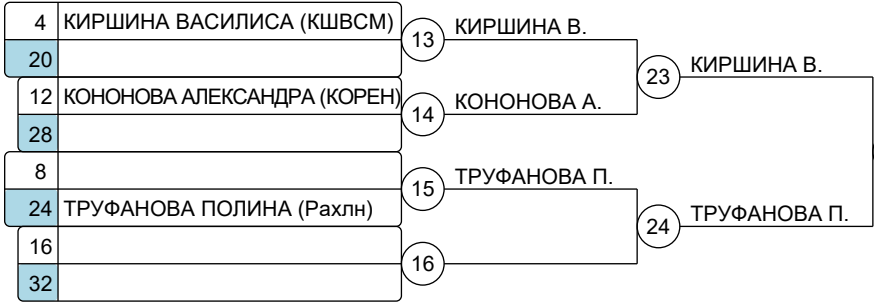 4 КИРШИНА ВАСИЛИСА (КШВСМ)
20
13 КИРШИНА В.
12 КОНОНОВА АЛЕКСАНДРА (КОРЕН)
28
14 КОНОНОВА А.
23 КИРШИНА В.
8
24 ТРУФАНОВА ПОЛИНА (Рахлн)
15 ТРУФАНОВА П.
16
32
16
24 ТРУФАНОВА П.